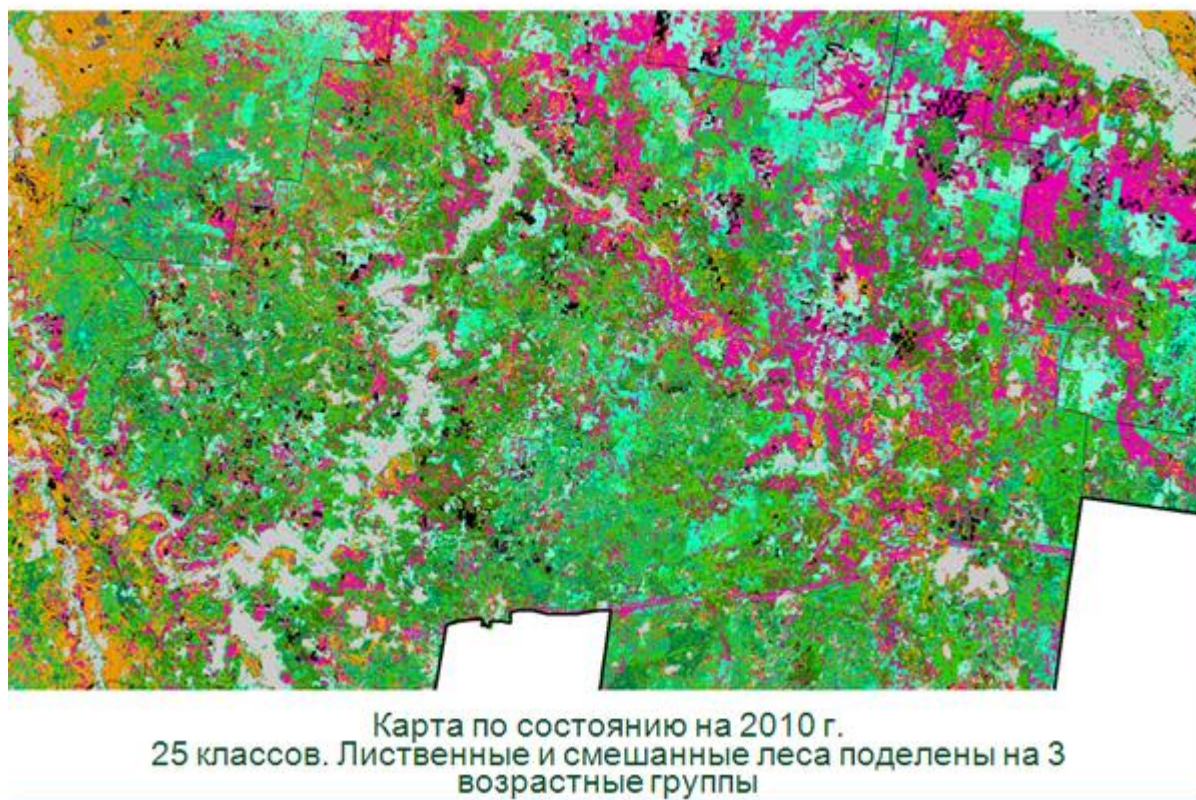 Карта по состоянию на 2010 г.
25 классов. Лиственные и смешанные леса поделены на 3
возрастные группы